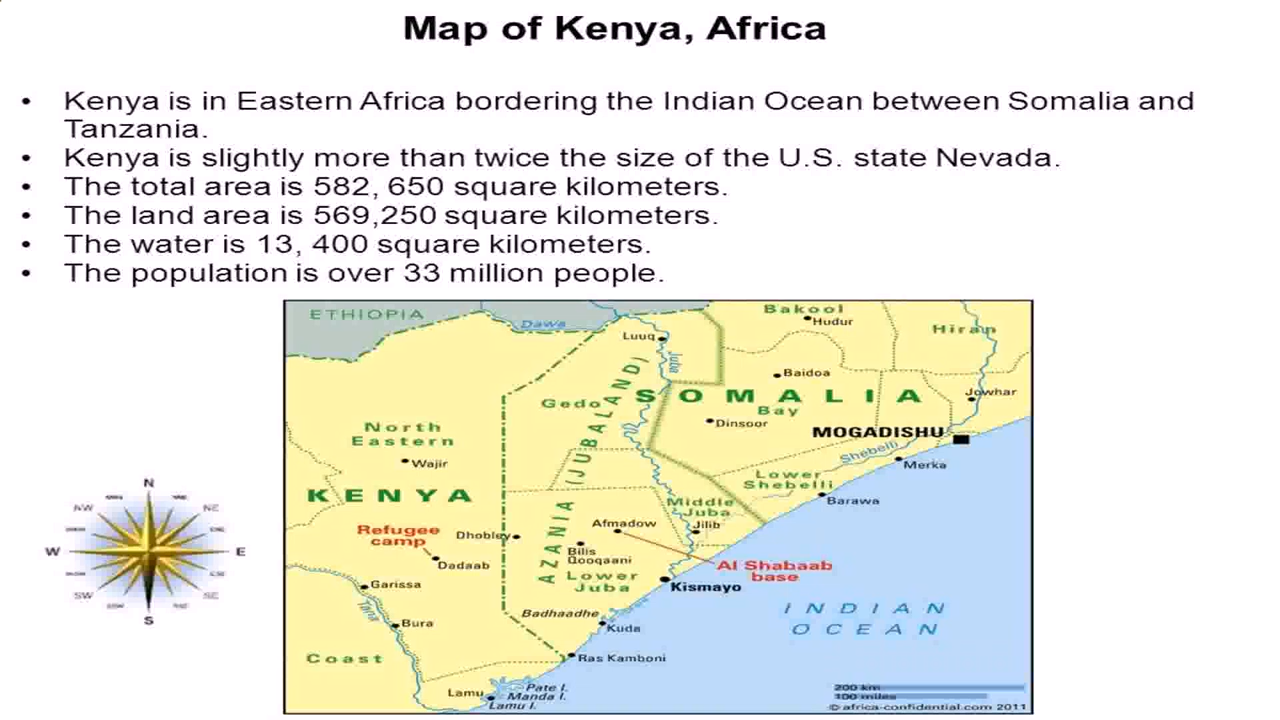 Map of Kenya, Africa
• Kenya is in Eastern Africa bordering the Indian Ocean between Somalia and
Tanzania.
• Kenya is slightly more than twice the size of the U.S. state Nevada.
• The total area is 582, 650 square kilometers.
• The land area is 569,250 square kilometers.
• The water is 13, 400 square kilometers.
• The population is over 33 million people.
ETHIOPIA
Dawa
Luuq
Juba
Bakool
Hudur
Hiran
Baidoa
Jowhar
SOMALIA
Gedo
Bay
Dinsoor
MOGADISHU
Shebelli
Merka
North
Eastern
Wajir
AZANIA (JUBALAND)
Lower
Shebelli
Barawa
KENYA
Middle
Juba
Jilib
Refugee
camp
Dhobley
Afmadow
Bilis
Qooqaani
Dadaab
Al Shabaab
base
Lower
Juba
Kismayo
Garissa
Tana
Bura
Badhaadhe
Kuda
INDIAN
OCEAN
Coast
Ras Kamboni
Lamu
Pate I.
Manda I.
Lamu I.
200 km
100 miles
© africa-confidential.com 2011
N
NW
NE
W
E
SW
SE
S